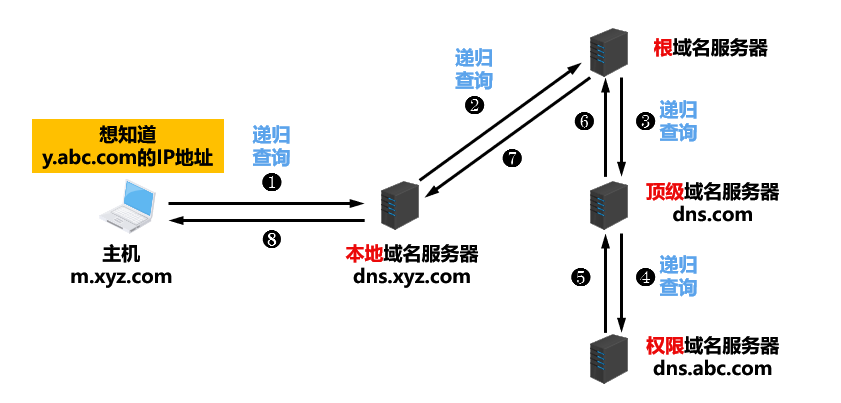 想知道
y.abc.com的IP地址
主机
m.xyz.com
递归
查询
❶
❽
本地域名服务器
dns.xyz.com
递归
查询
❷
❼
根域名服务器
❻
❸
递归
查询
顶级域名服务器
dns.com
❺
❹
递归
查询
权限域名服务器
dns.abc.com